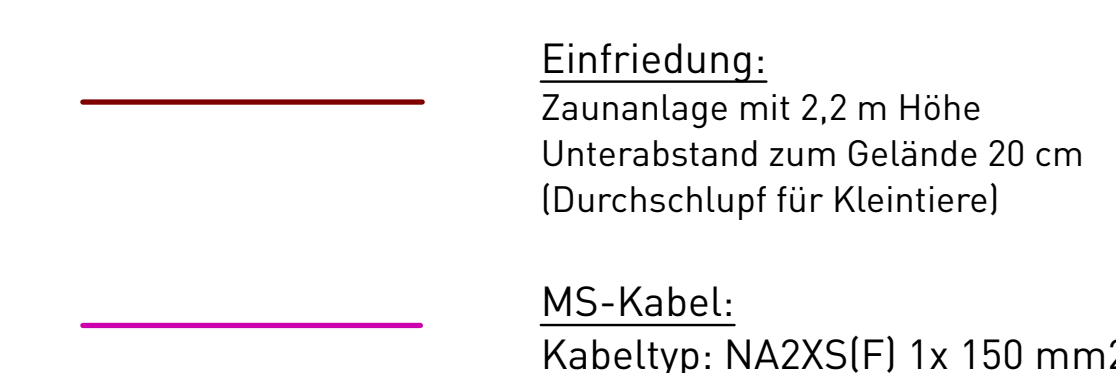 Einfriedung:
Zaunanlage mit 2,2 m Höhe
Unterabstand zum Gelände 20 cm
(Durchschlupf für Kleintiere)
MS-Kabel:
Kabeltyp: NA2XS(F) 1x 150 mm2